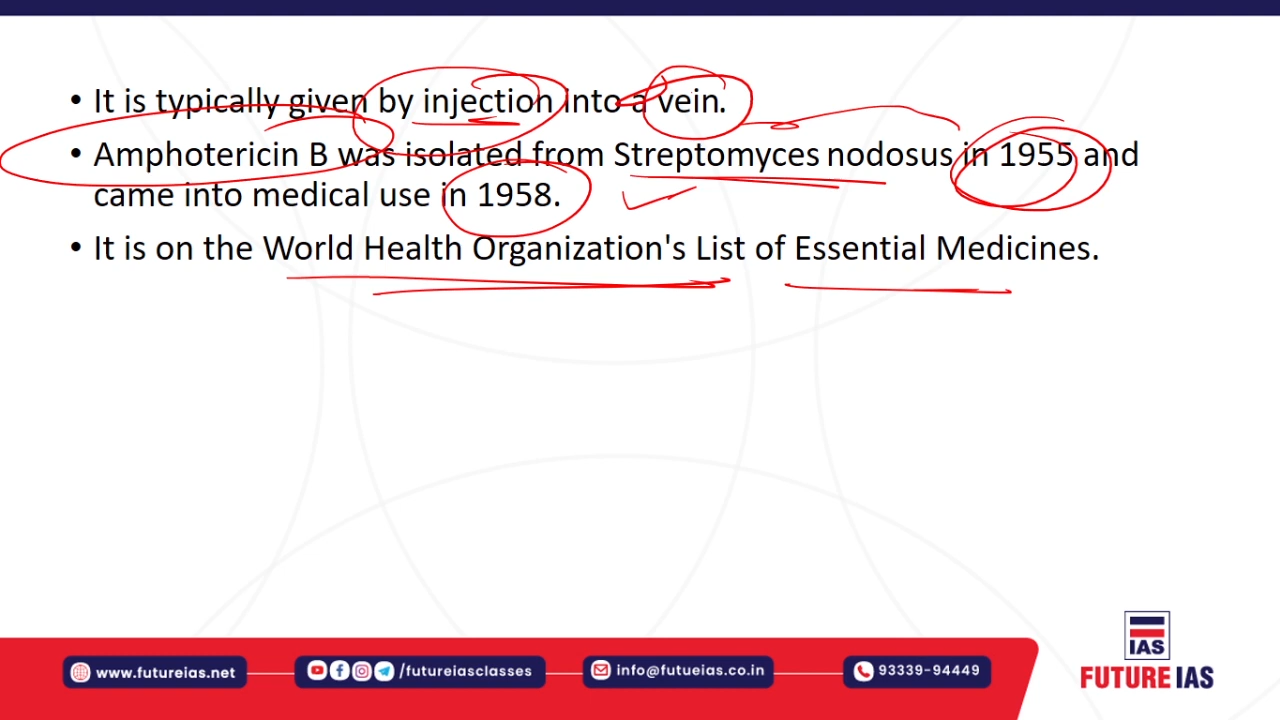 • It is typically given by injection into a vein.
• Amphotericin B was isolated from Streptomyces nodosus in 1955 and
came into medical use in 1958.
• It is on the World Health Organization's List of Essential Medicines.
IAS
FUTURE IAS
www.futureias.net
/futureiasclasses
info@futueias.co.in
93339-94449